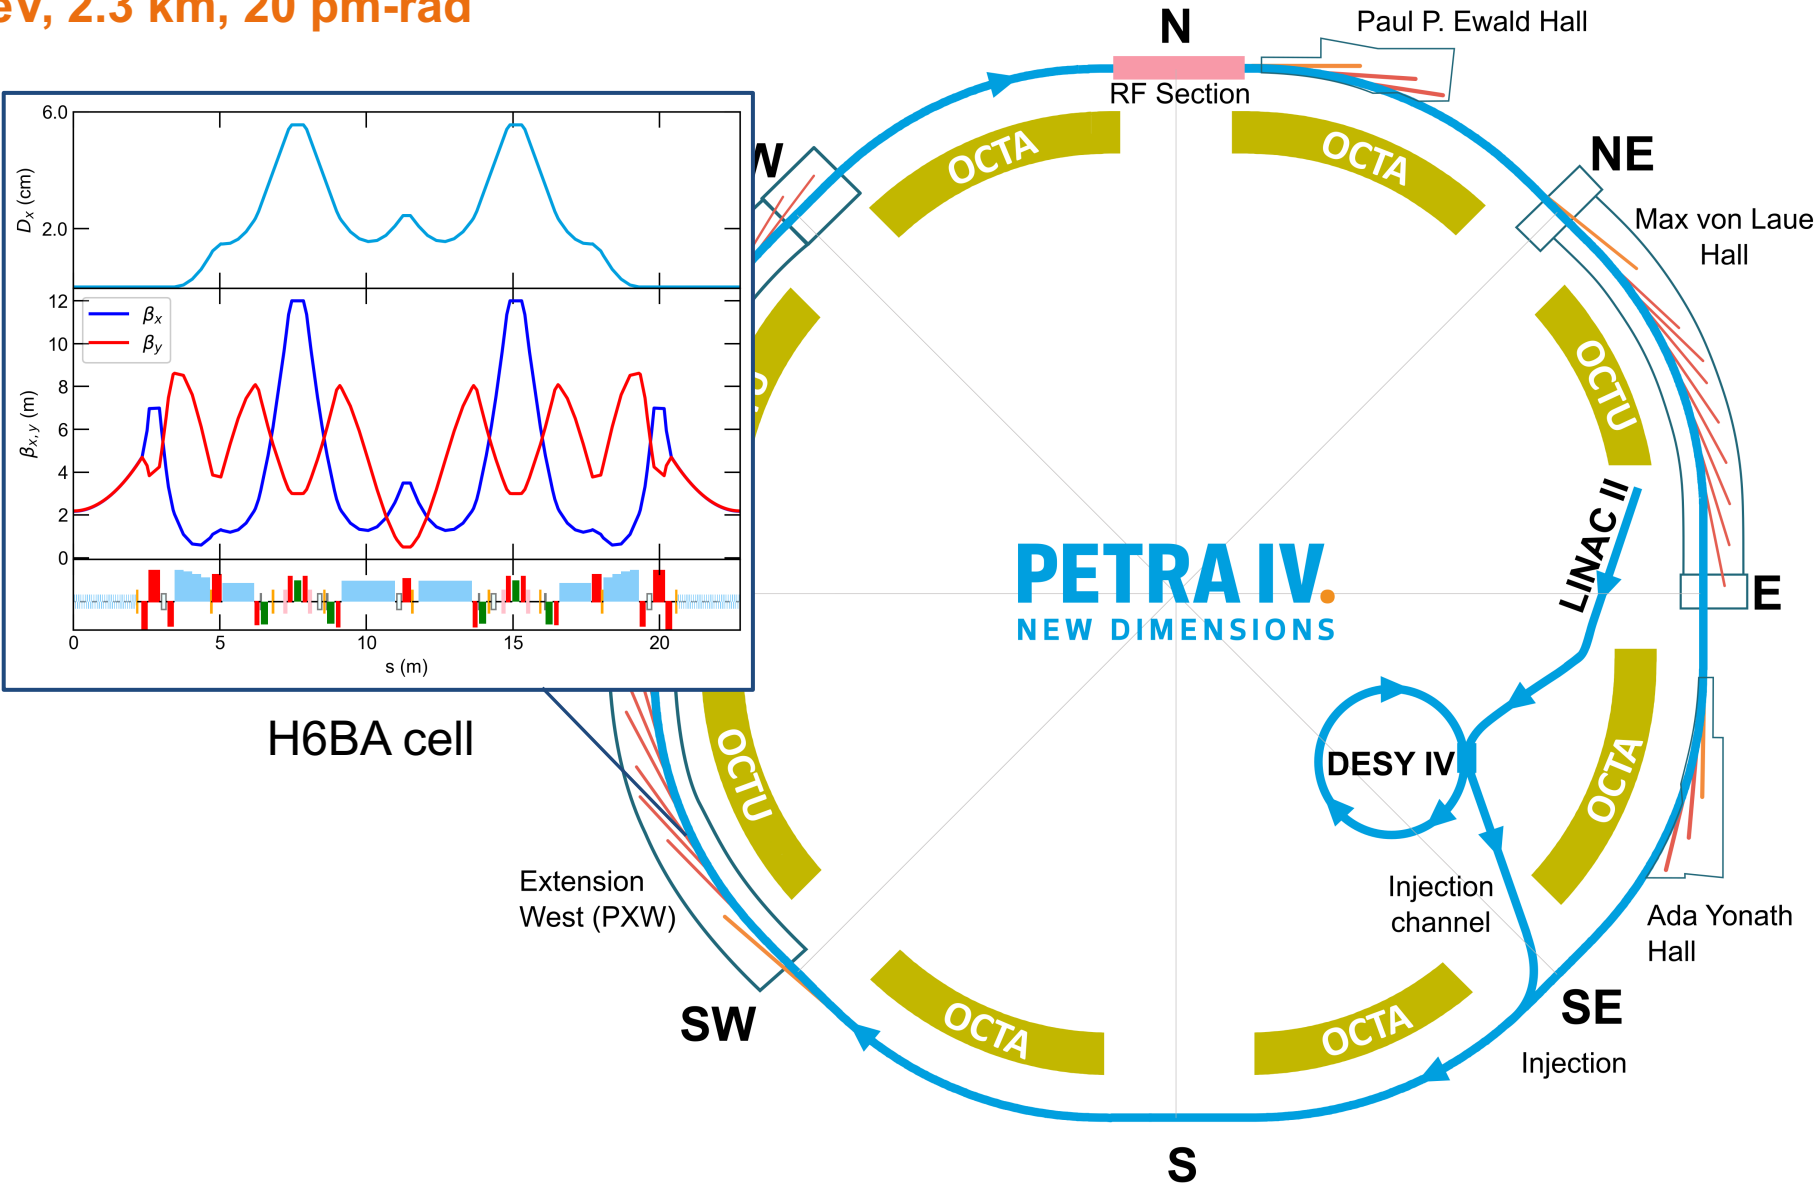 2.3 km, 20 pm-rad
N
Paul P. Ewald Hall
RF Section
OCTA
OCTA
W
NE
Max von Laue
Hall
OCTU
LINAC II
E
PETRA IV.
NEW DIMENSIONS
6.0
2.0
Dx (cm)
12
10
8
6
4
2
0
βx
βy
βx,y (m)
0
5
10
15
20
s (m)
H6BA cell
OCTU
DESY IV
OCTA
Extension
West (PXW)
Injection
channel
Ada Yonath
Hall
SW
OCTA
OCTA
SE
Injection
S